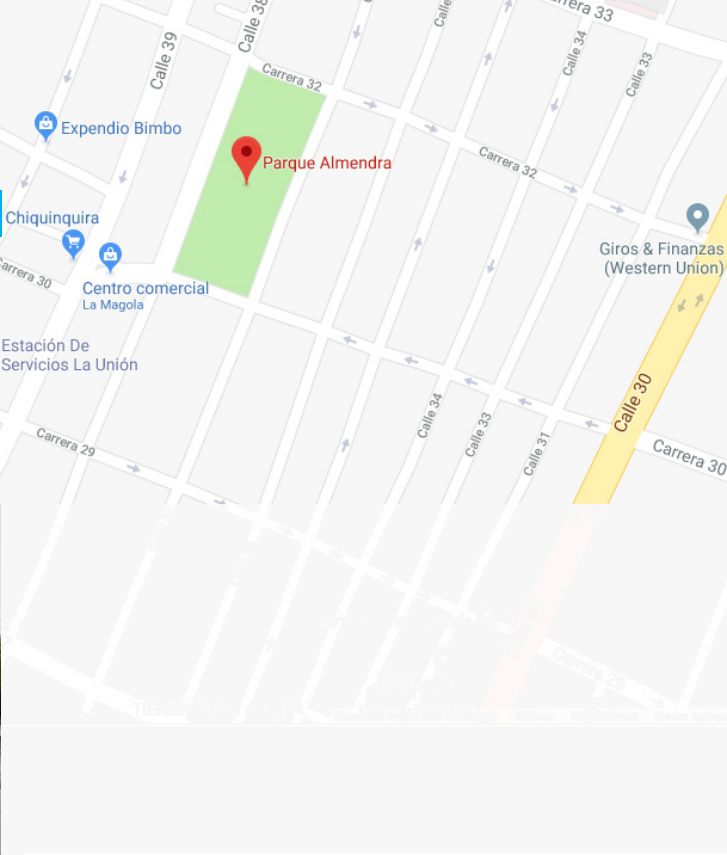 Carrera 33
Calle 38
Calle
Calle 34
Calle 39
Calle 33
Carrera 32
Expendio Bimbo
Parque Almendra
Carrera 32
Chiquinquira
Giros & Finanzas
(Western Union)
Carrera 30
Centro comercial
La Magola
Estación De
Servicios La Unión
Calle 30
Calle 34
Calle 33
Calle 31
Carrera 29
Carrera 30
Carrera 29